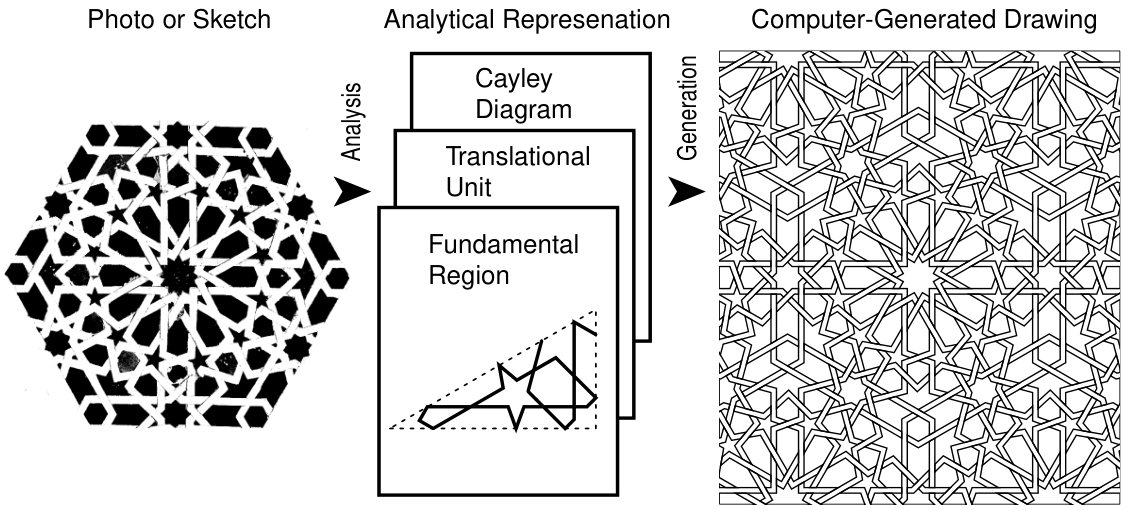 Photo or Sketch
Analytical Represenation
Computer-Generated Drawing
Analysis
Generation
Cayley
Diagram
Translational
Unit
Fundamental
Region